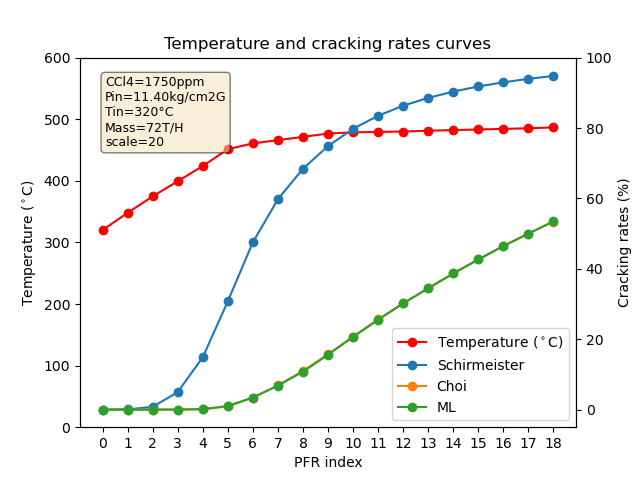 Temperature and cracking rates curves
CCl4=1750ppm
Pin=11.40kg/cm2G
Tin=320°C
Mass=72T/H
scale=20
Temperature (°C)
600
500
400
300
200
100
0
100
80
60
40
20
0
Cracking rates (%)
Temperature (°C)
Schirmeister
Choi
ML
0 1 2 3 4 5 6 7 8 9 10 11 12 13 14 15 16 17 18
PFR index